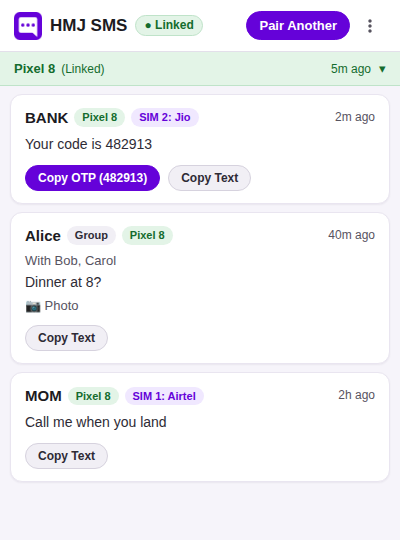 HMJ SMS ● Linked Pair Another
Pixel 8 (Linked) 5m ago ▼
BANK Pixel 8 SIM 2: Jio 2m ago
Your code is 482913
Copy OTP (482913) Copy Text
Alice Group Pixel 8 40m ago
With Bob, Carol
Dinner at 8?
📷 Photo
Copy Text
MOM Pixel 8 SIM 1: Airtel 2h ago
Call me when you land
Copy Text